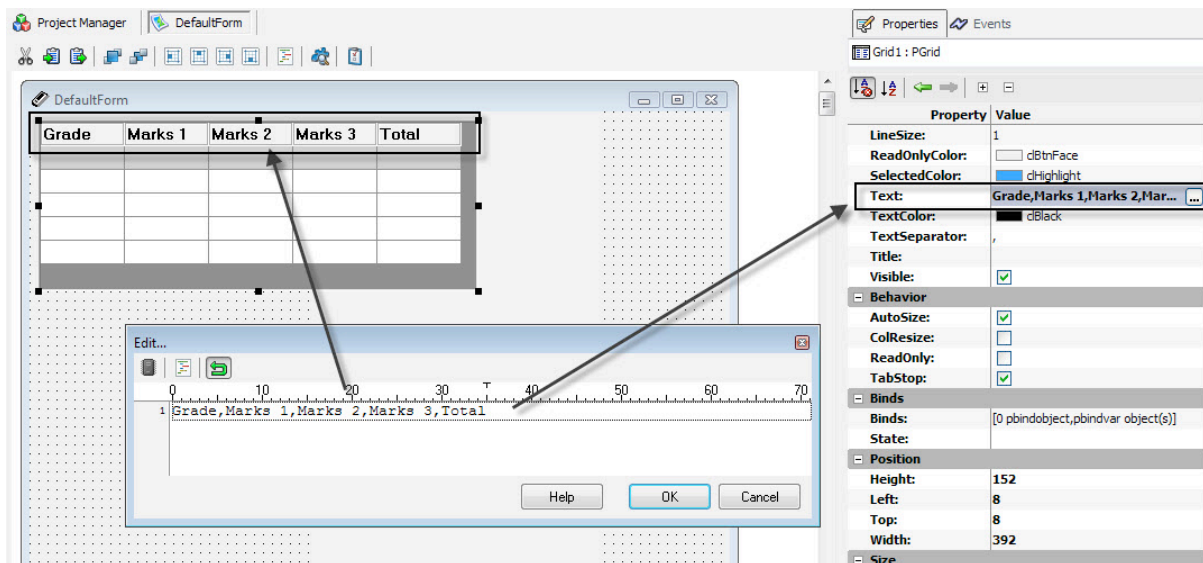 Project Manager DefaultForm
Properties Events
Grid1 : PGrid
DefaultForm
Grade Marks 1 Marks 2 Marks 3 Total
Property Value
LineSize: 1
ReadOnlyColor: clBtnFace
SelectedColor: clHighlight
Text: Grade,Marks 1,Marks 2,Mar... ...
TextColor: clBlack
TextSeparator: ,
Title:
Visible:
Behavior
AutoSize:
ColResize:
ReadOnly:
TabStop:
Binds
Binds: [0 pbindobject,pbindvar object(s)]
State:
Position
Height: 152
Left: 8
Top: 8
Width: 392
Size
Edit...
0 10 20 30 40 50 60 70
1 Grade,Marks 1,Marks 2,Marks 3,Total
Help OK Cancel